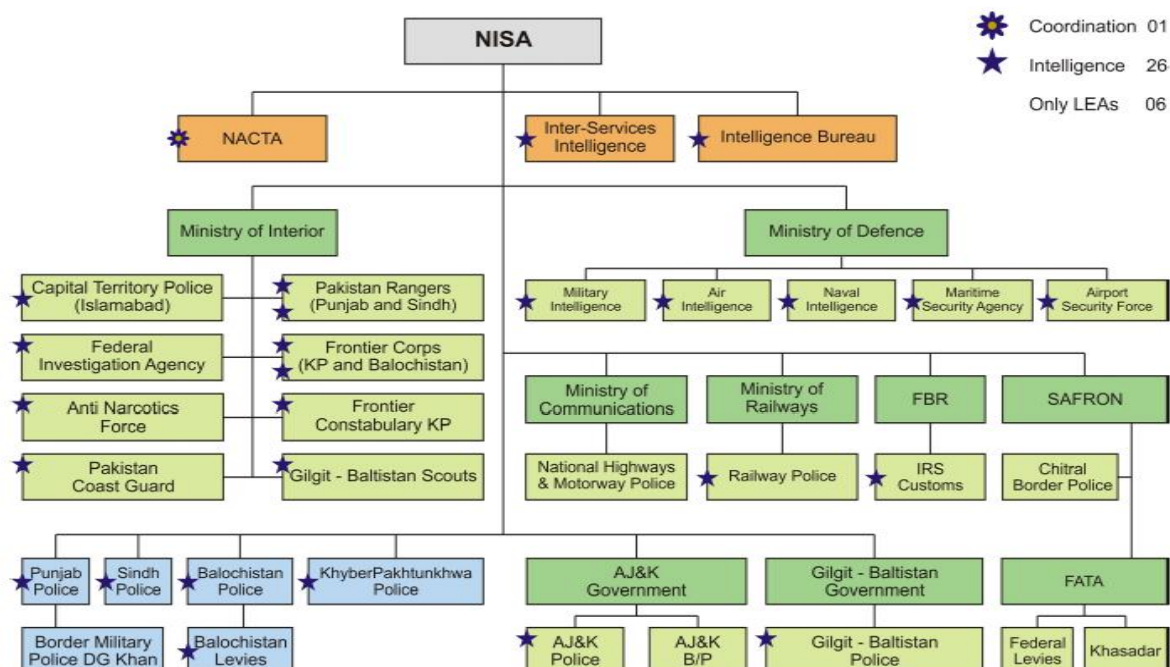 NISA
Coordination 01
Intelligence 26
Only LEAs 06
NACTA
Inter-Services
Intelligence
Intelligence Bureau
Ministry of Interior
Ministry of Defence
Capital Territory Police
(Islamabad)
Pakistan Rangers
(Punjab and Sindh)
Federal
Investigation Agency
Frontier Corps
(KP and Balochistan)
Anti Narcotics
Force
Frontier
Constabulary KP
Pakistan
Coast Guard
Gilgit - Baltistan Scouts
Military
Intelligence
Air
Intelligence
Naval
Intelligence
Maritime
Security Agency
Airport
Security Force
Ministry of
Communications
Ministry of
Railways
FBR
SAFRON
National Highways
& Motorway Police
Railway Police
IRS
Customs
Chitral
Border Police
Punjab
Police
Sindh
Police
Balochistan
Police
KhyberPakhtunkhwa
Police
AJ&K
Government
Gilgit - Baltistan
Government
FATA
Border Military
Police DG Khan
Balochistan
Levies
AJ&K
Police
AJ&K
B/P
Gilgit - Baltistan
Police
Federal
Levies
Khasadar